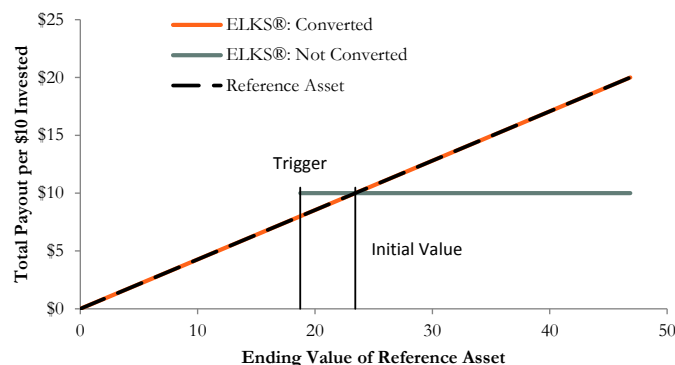 $25
ELKS®: Converted
$20
ELKS®: Not Converted
Reference Asset
$15
Trigger
$10
Initial Value
$5
$0
0 10 20 30 40 50
Total Payout per $10 Invested
Ending Value of Reference Asset